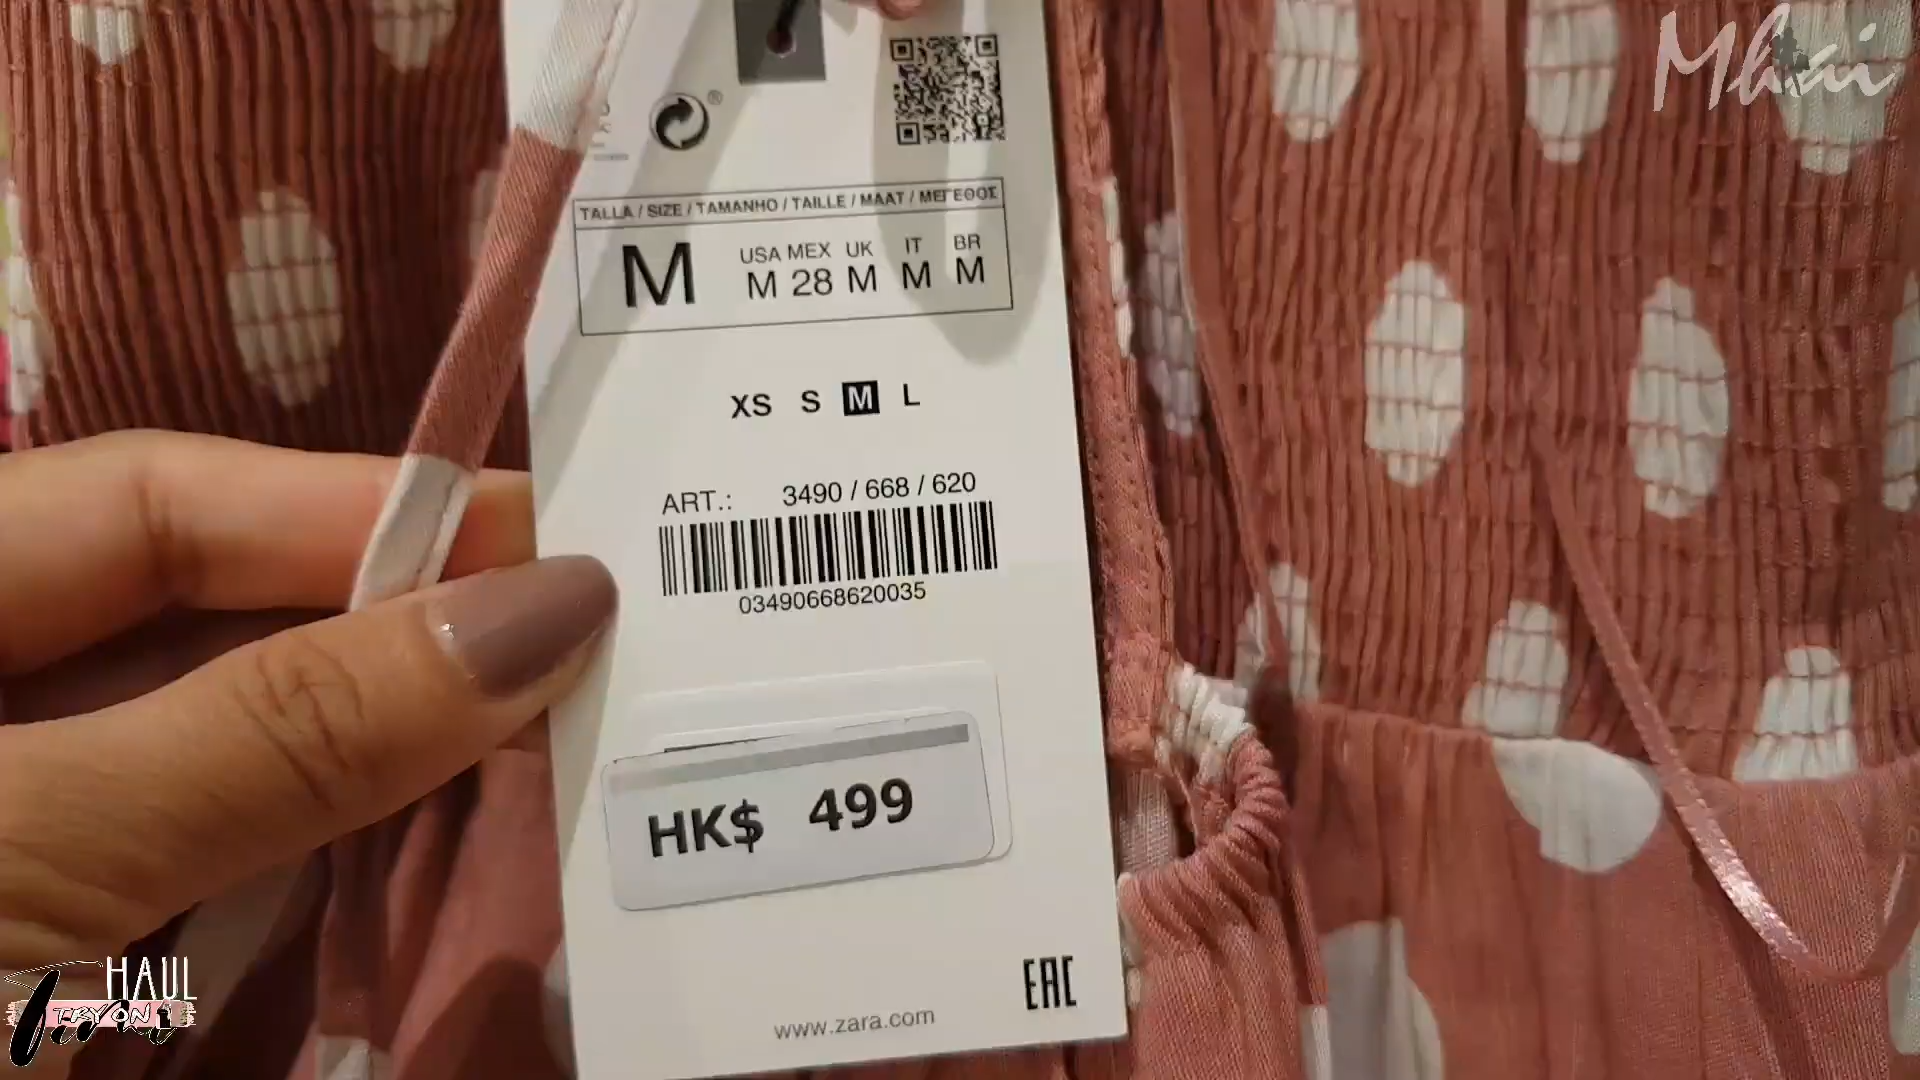 Mhai
TALLA / SIZE / TAMANHO / TAILLE / MAAT / ΜΕΓΕΘΟΣ
M
USA MEX UK IT BR
M 28 M M M
XS S M L
ART.: 3490 / 668 / 620
03490668620035
HK$ 499
EAC
www.zara.com
HAUL
TRY ON